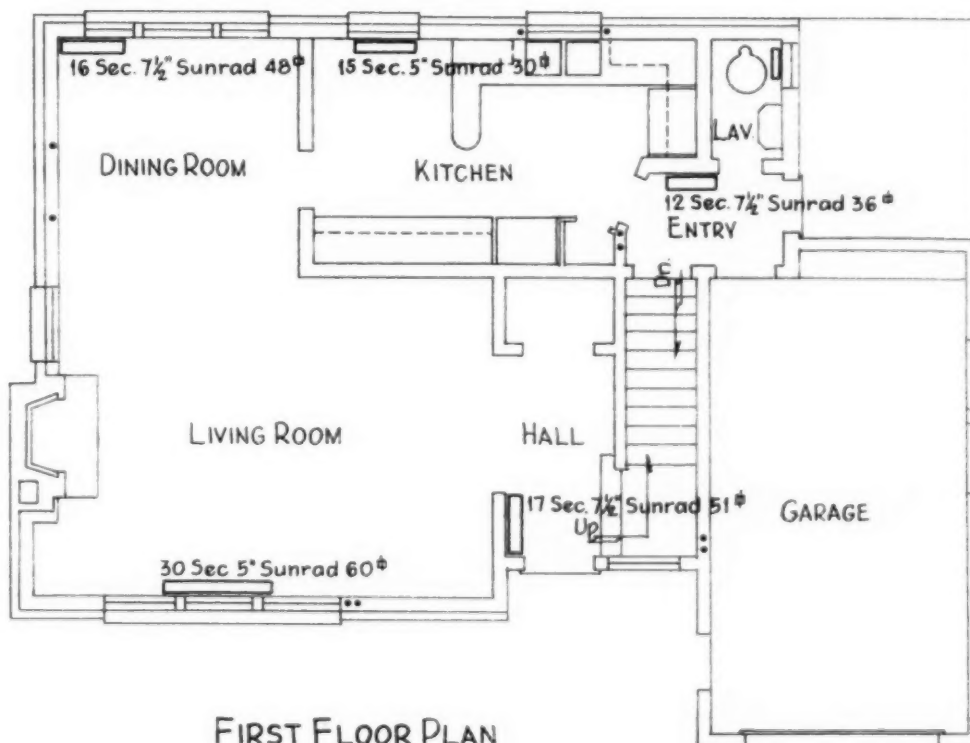 16 Sec. 7½" Sunrad 48⏀
15 Sec. 5" Sunrad 30⏀
LAV.
DINING ROOM
KITCHEN
12 Sec. 7½" Sunrad 36⏀
ENTRY
LIVING ROOM
HALL
17 Sec. 7½" Sunrad 51⏀
GARAGE
Up
30 Sec 5" Sunrad 60⏀
FIRST FLOOR PLAN